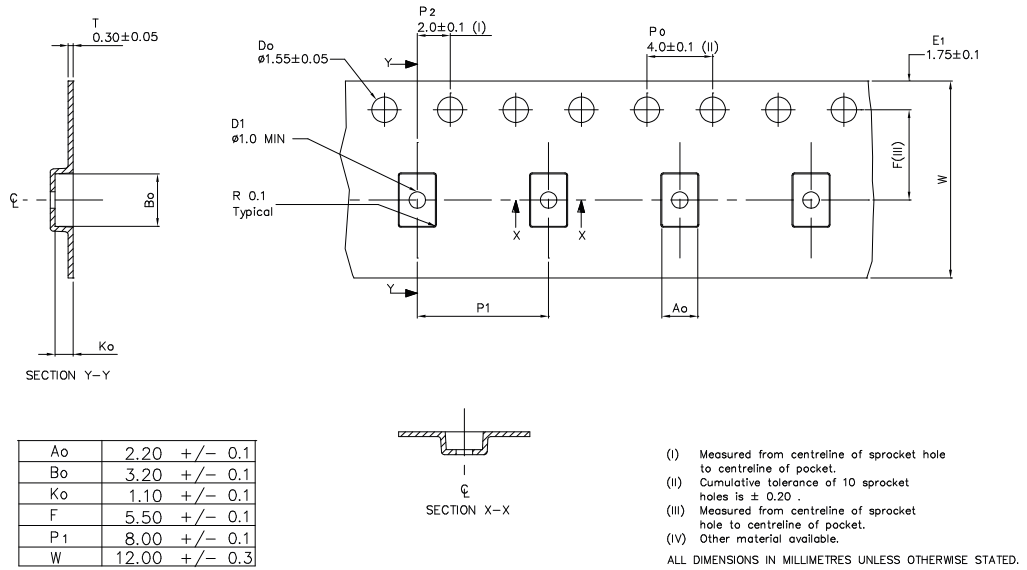 T
0.30±0.05
P2
2.0±0.1 (I)
Do
ø1.55±0.05
Po
4.0±0.1 (II)
E1
1.75±0.1
Y
D1
ø1.0 MIN
F(III)
W
R 0.1
Typical
℄
Bo
X
X
Y
P1
Ao
Ko
SECTION Y-Y
℄
SECTION X-X
Ao 2.20 +/- 0.1
Bo 3.20 +/- 0.1
Ko 1.10 +/- 0.1
F 5.50 +/- 0.1
P1 8.00 +/- 0.1
W 12.00 +/- 0.3
(I) Measured from centreline of sprocket hole
to centreline of pocket.
(II) Cumulative tolerance of 10 sprocket
holes is ± 0.20 .
(III) Measured from centreline of sprocket
hole to centreline of pocket.
(IV) Other material available.
ALL DIMENSIONS IN MILLIMETRES UNLESS OTHERWISE STATED.